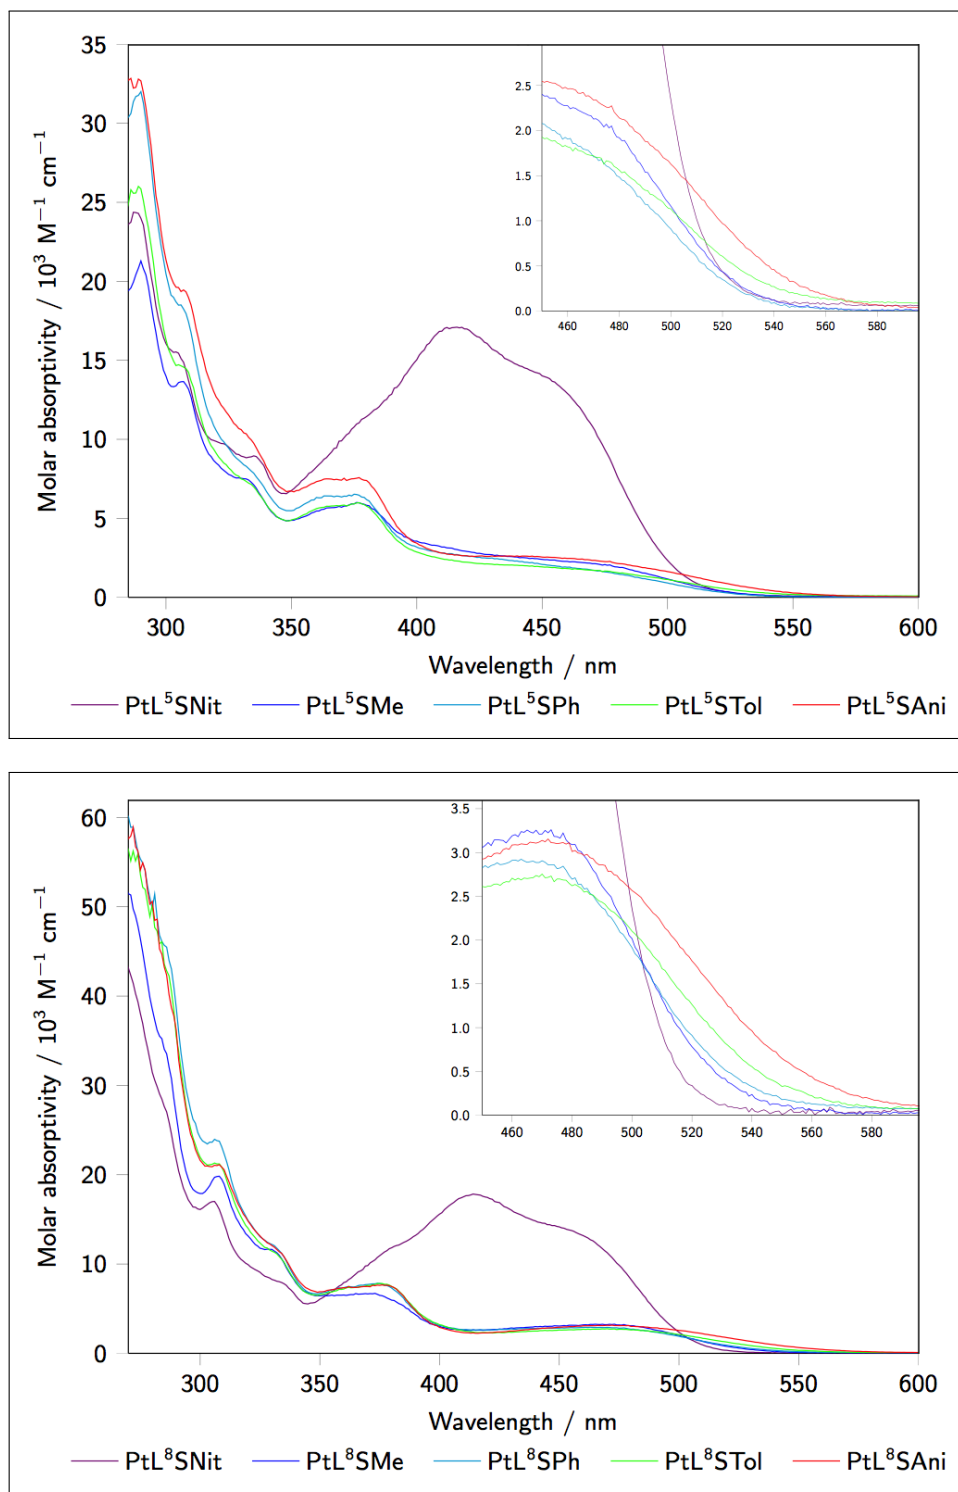 35
30
25
20
15
10
5
0
Molar absorptivity / 10³ M⁻¹ cm⁻¹
2.5
2.0
1.5
1.0
0.5
0.0
460 480 500 520 540 560 580
300 350 400 450 500 550 600
Wavelength / nm
PtL⁵SNit PtL⁵SMe PtL⁵SPh PtL⁵STol PtL⁵SAni
60
50
40
30
20
10
0
Molar absorptivity / 10³ M⁻¹ cm⁻¹
3.5
3.0
2.5
2.0
1.5
1.0
0.5
0.0
460 480 500 520 540 560 580
300 350 400 450 500 550 600
Wavelength / nm
PtL⁸SNit PtL⁸SMe PtL⁸SPh PtL⁸STol PtL⁸SAni